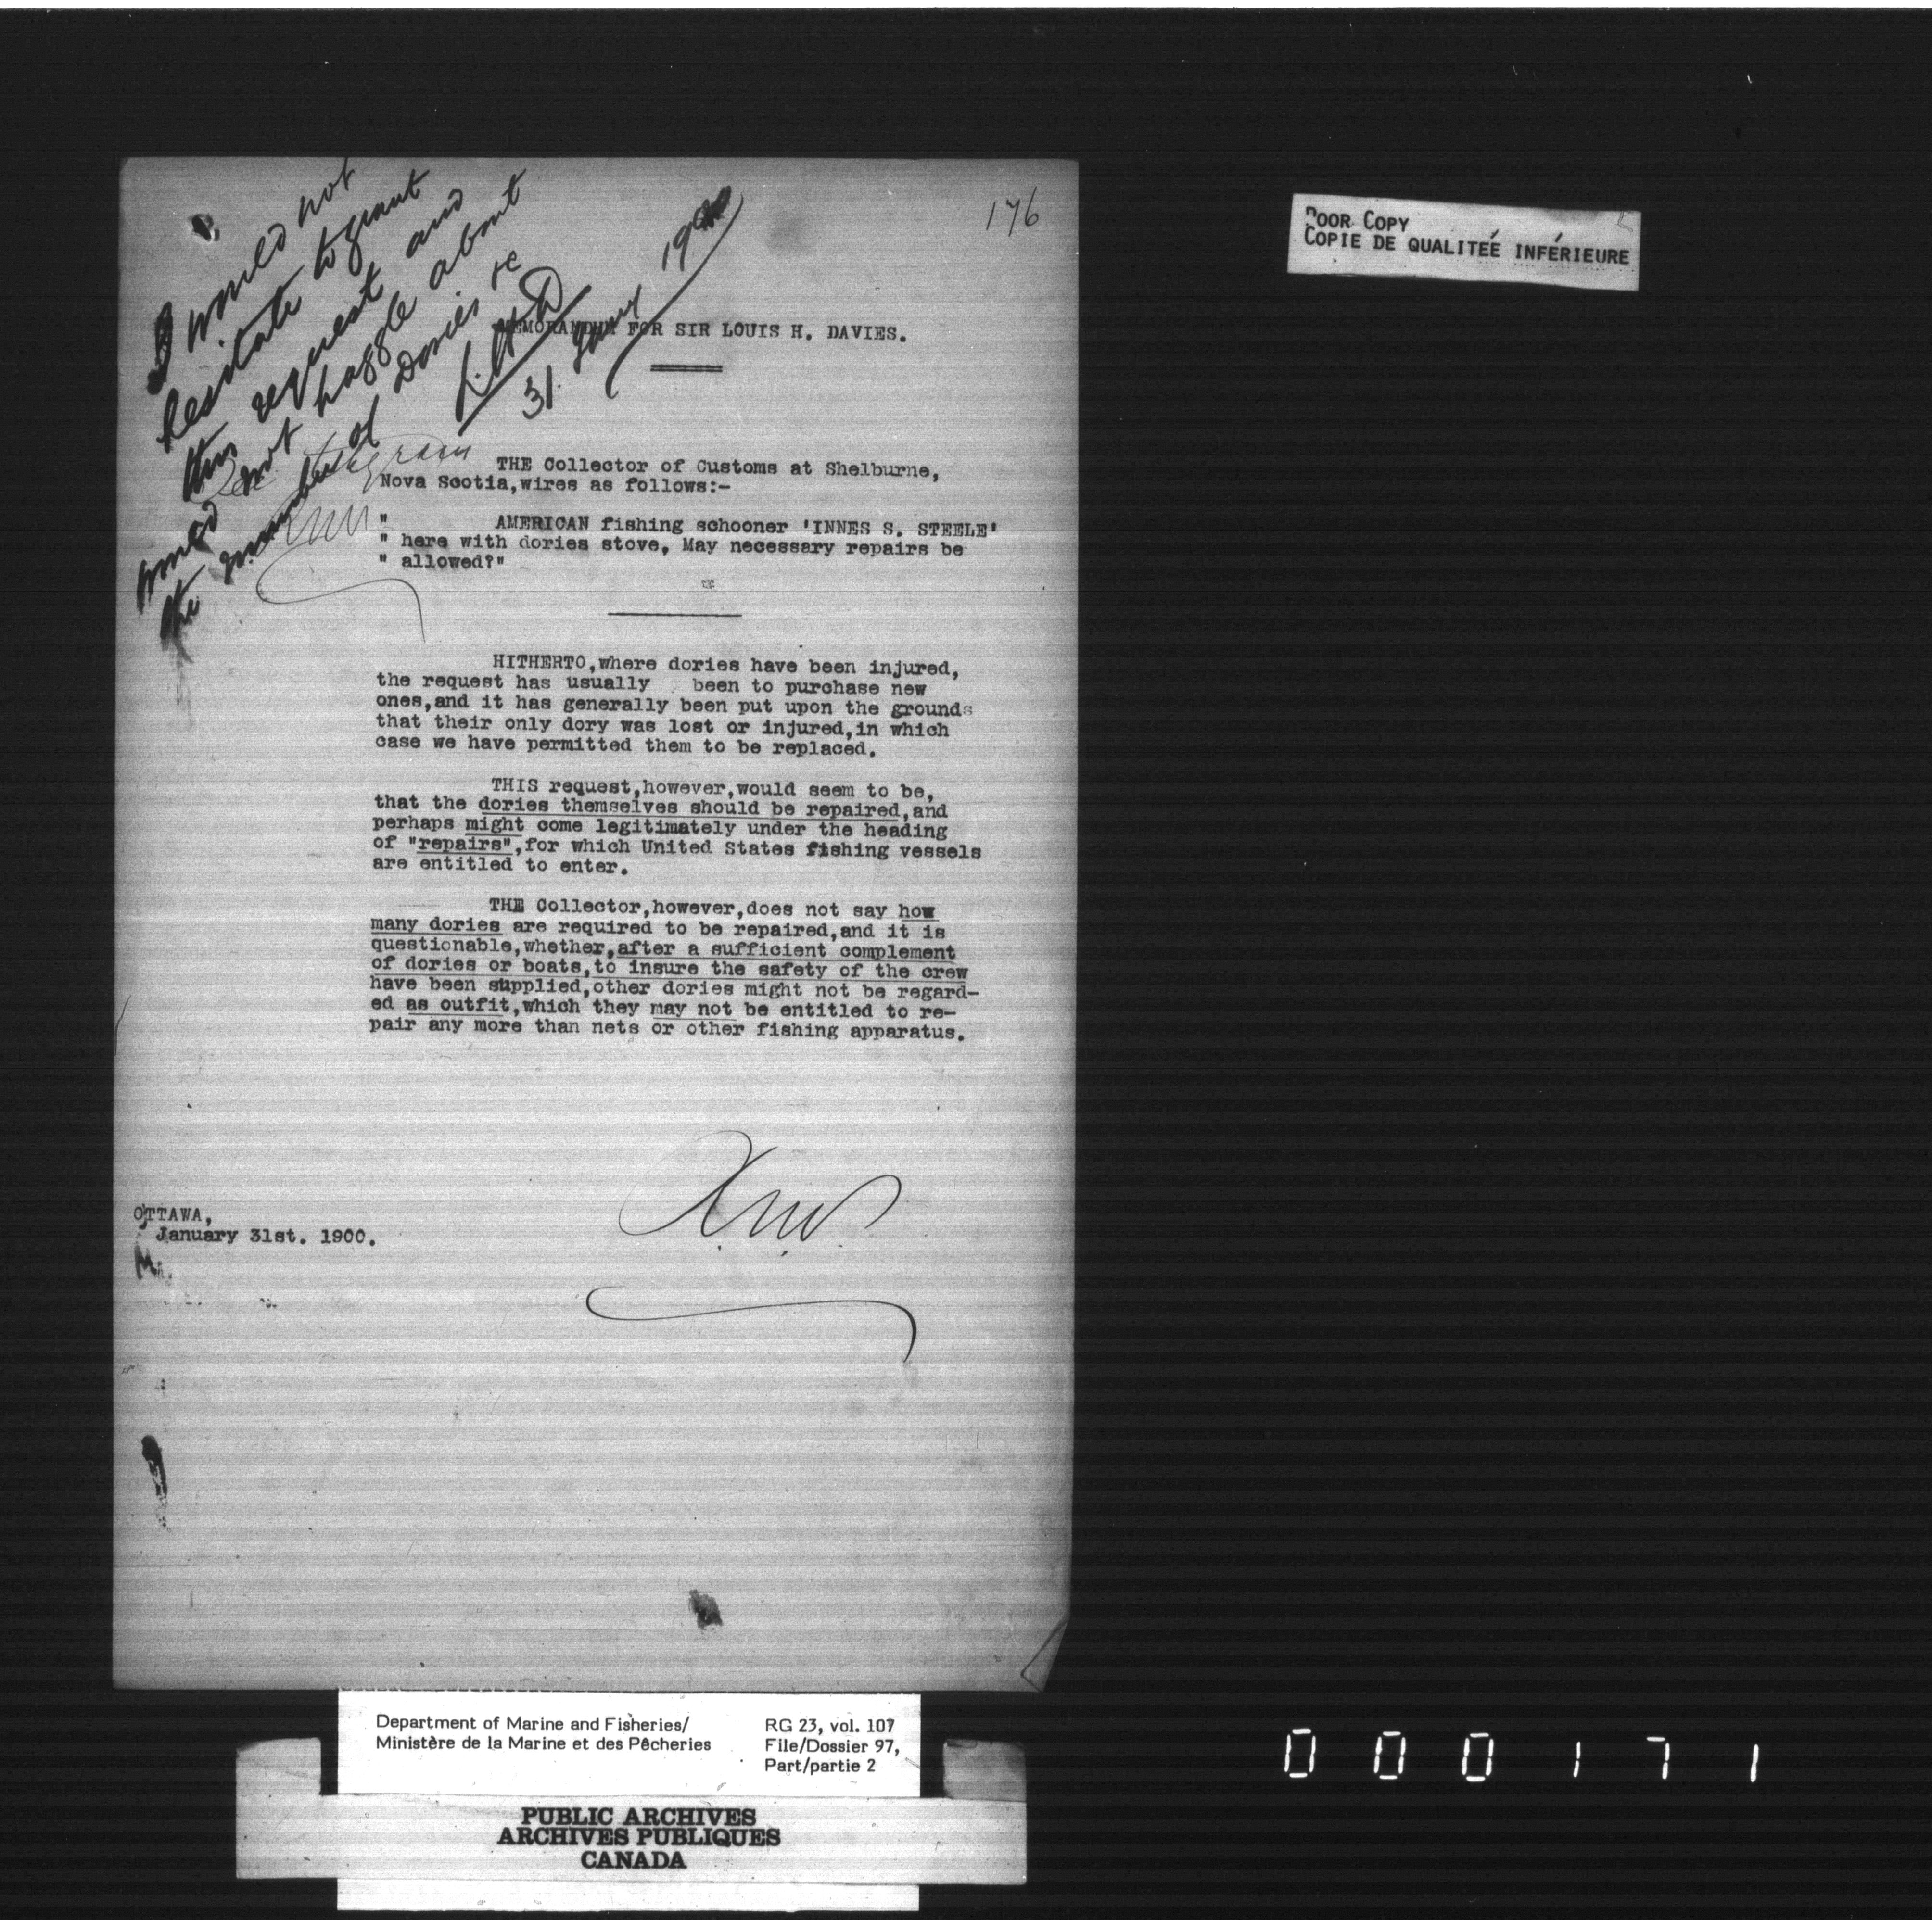 176
I would not
hesitate to grant
this request and
would not haggle about
the number of Dories re
L.H.D
31. Jany 1900
MEMORANDUM FOR SIR LOUIS H. DAVIES.
See telegram
THE Collector of Customs at Shelburne,
Nova Scotia,wires as follows:-
" AMERICAN fishing schooner 'INNES S. STEELE'
" here with dories stove. May necessary repairs be
" allowed?"
HITHERTO,where dories have been injured,
the request has usually been to purchase new
ones,and it has generally been put upon the grounds
that their only dory was lost or injured,in which
case we have permitted them to be replaced.
THIS request,however,would seem to be,
that the dories themselves should be repaired,and
perhaps might come legitimately under the heading
of "repairs",for which United States fishing vessels
are entitled to enter.
THE Collector,however,does not say how
many dories are required to be repaired,and it is
questionable,whether,after a sufficient complement
of dories or boats,to insure the safety of the crew
have been supplied,other dories might not be regard-
ed as outfit,which they may not be entitled to re-
pair any more than nets or other fishing apparatus.
OTTAWA,
January 31st. 1900.
POOR COPY
COPIE DE QUALITEÉ INFÉRIEURE
Department of Marine and Fisheries/
Ministère de la Marine et des Pêcheries
RG 23, vol. 107
File/Dossier 97,
Part/partie 2
PUBLIC ARCHIVES
ARCHIVES PUBLIQUES
CANADA
000171